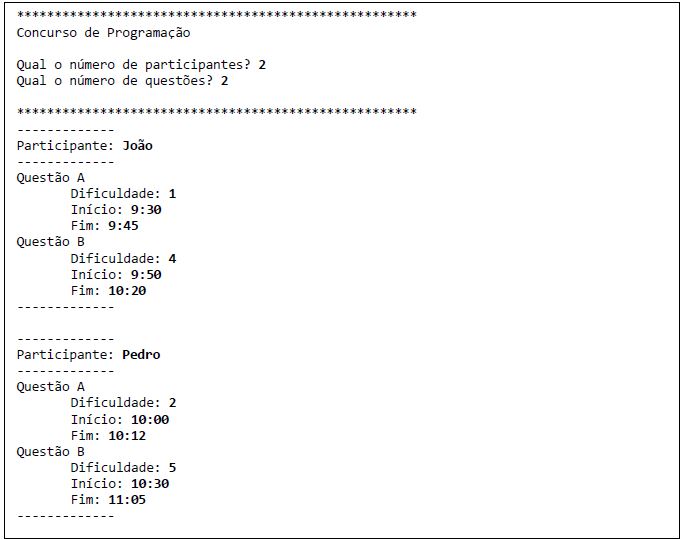 *****************************************************
Concurso de Programação
Qual o número de participantes? 2
Qual o número de questões? 2
*****************************************************
-------------
Participante: João
-------------
Questão A
Dificuldade: 1
Início: 9:30
Fim: 9:45
Questão B
Dificuldade: 4
Início: 9:50
Fim: 10:20
-------------
-------------
Participante: Pedro
-------------
Questão A
Dificuldade: 2
Início: 10:00
Fim: 10:12
Questão B
Dificuldade: 5
Início: 10:30
Fim: 11:05
-------------